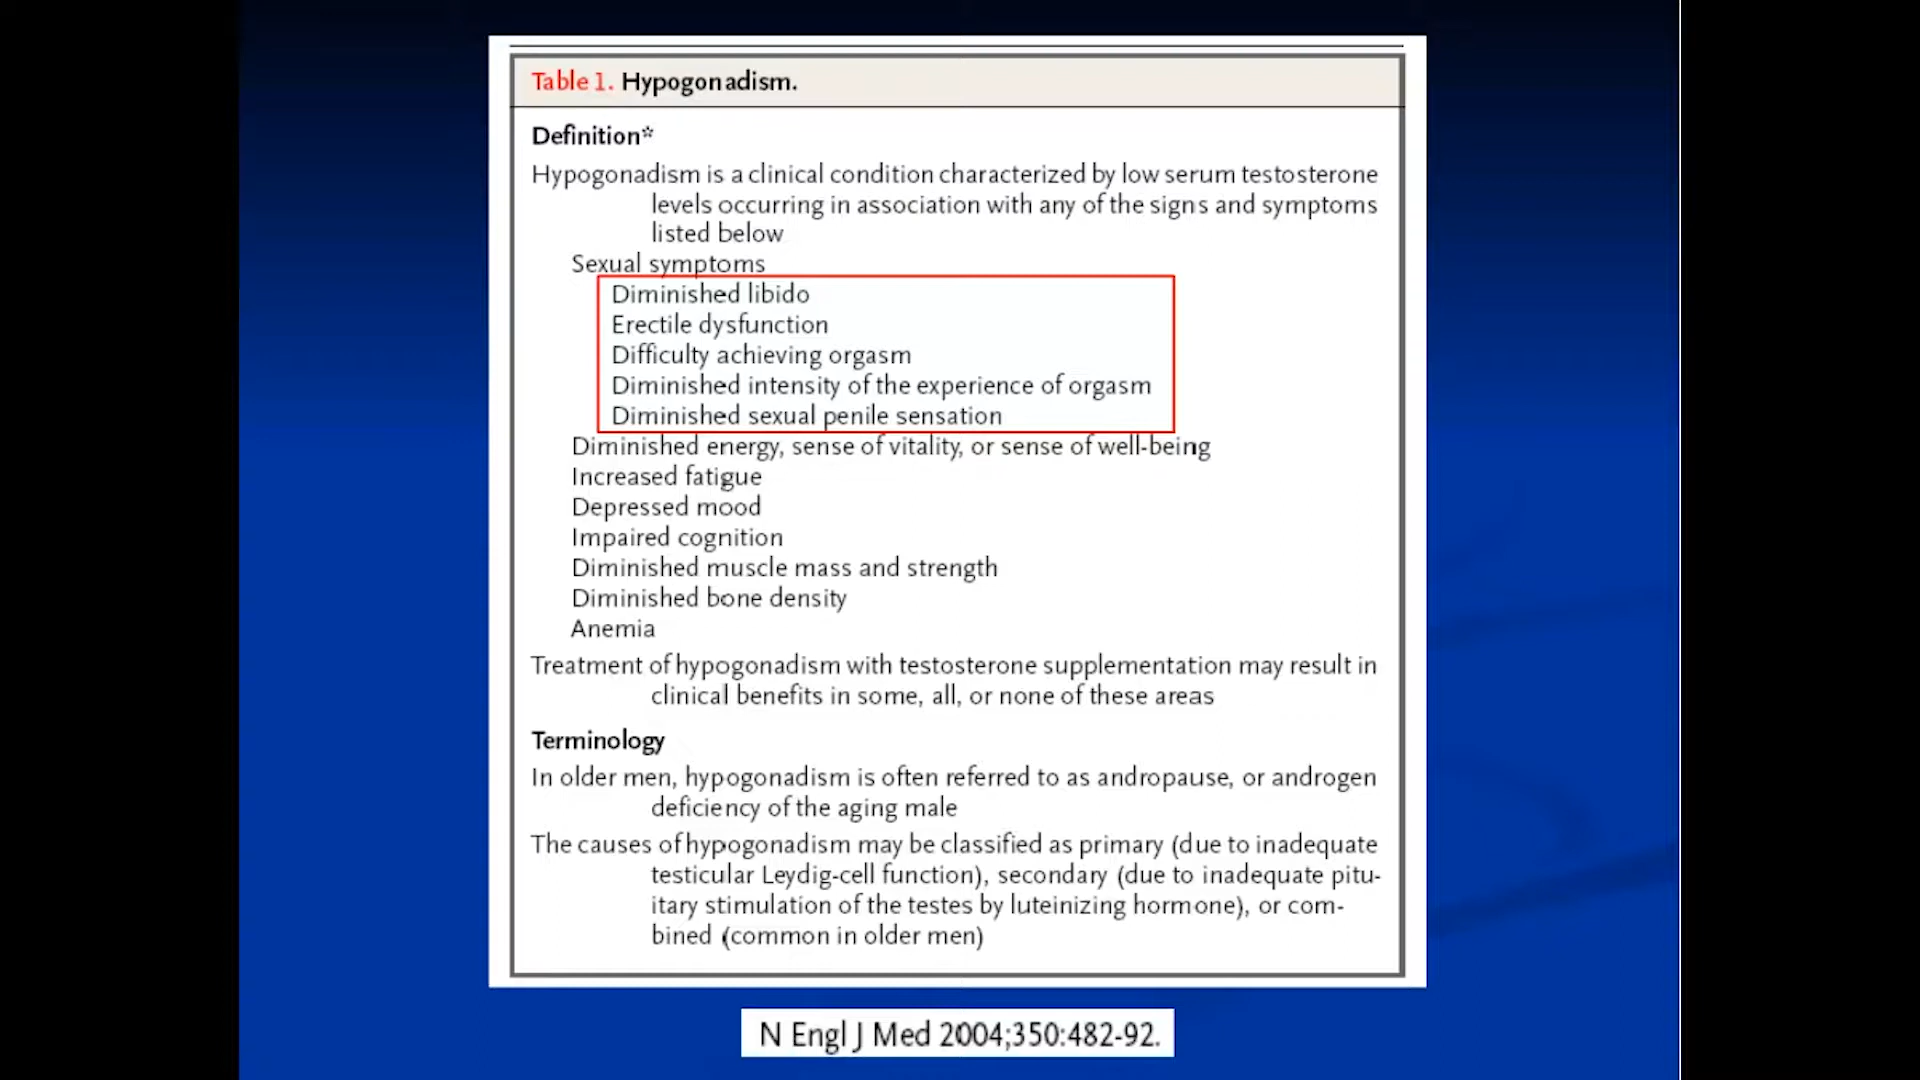 Table 1. Hypogonadism.
Definition*
Hypogonadism is a clinical condition characterized by low serum testosterone
levels occurring in association with any of the signs and symptoms
listed below
Sexual symptoms
Diminished libido
Erectile dysfunction
Difficulty achieving orgasm
Diminished intensity of the experience of orgasm
Diminished sexual penile sensation
Diminished energy, sense of vitality, or sense of well-being
Increased fatigue
Depressed mood
Impaired cognition
Diminished muscle mass and strength
Diminished bone density
Anemia
Treatment of hypogonadism with testosterone supplementation may result in
clinical benefits in some, all, or none of these areas
Terminology
In older men, hypogonadism is often referred to as andropause, or androgen
deficiency of the aging male
The causes of hypogonadism may be classified as primary (due to inadequate
testicular Leydig-cell function), secondary (due to inadequate pitu-
itary stimulation of the testes by luteinizing hormone), or com-
bined (common in older men)
N Engl J Med 2004;350:482-92.